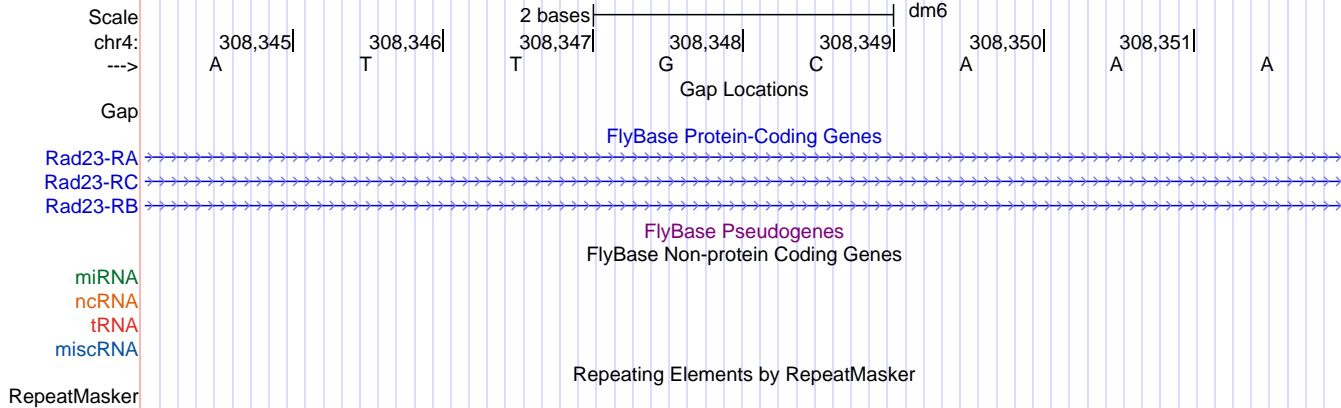 Scale 2 bases dm6
chr4: 308,345 308,346 308,347 308,348 308,349 308,350 308,351
---> A T T G C A A A
Gap Locations
Gap
FlyBase Protein-Coding Genes
Rad23-RA
Rad23-RC
Rad23-RB
FlyBase Pseudogenes
FlyBase Non-protein Coding Genes
miRNA
ncRNA
tRNA
miscRNA
Repeating Elements by RepeatMasker
RepeatMasker